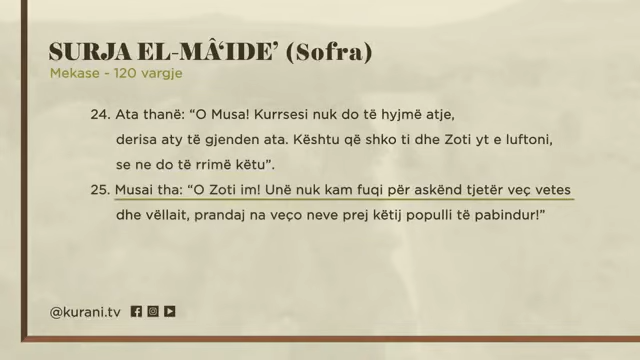 SURJA EL-MÂ‘IDE’ (Sofra)
Mekase - 120 vargje
24. Ata thanë: “O Musa! Kurrsesi nuk do të hyjmë atje,
derisa aty të gjenden ata. Kështu që shko ti dhe Zoti yt e luftoni,
se ne do të rrimë këtu”.
25. Musai tha: “O Zoti im! Unë nuk kam fuqi për askënd tjetër veç vetes
dhe vëllait, prandaj na veço neve prej këtij populli të pabindur!”
@kurani.tv